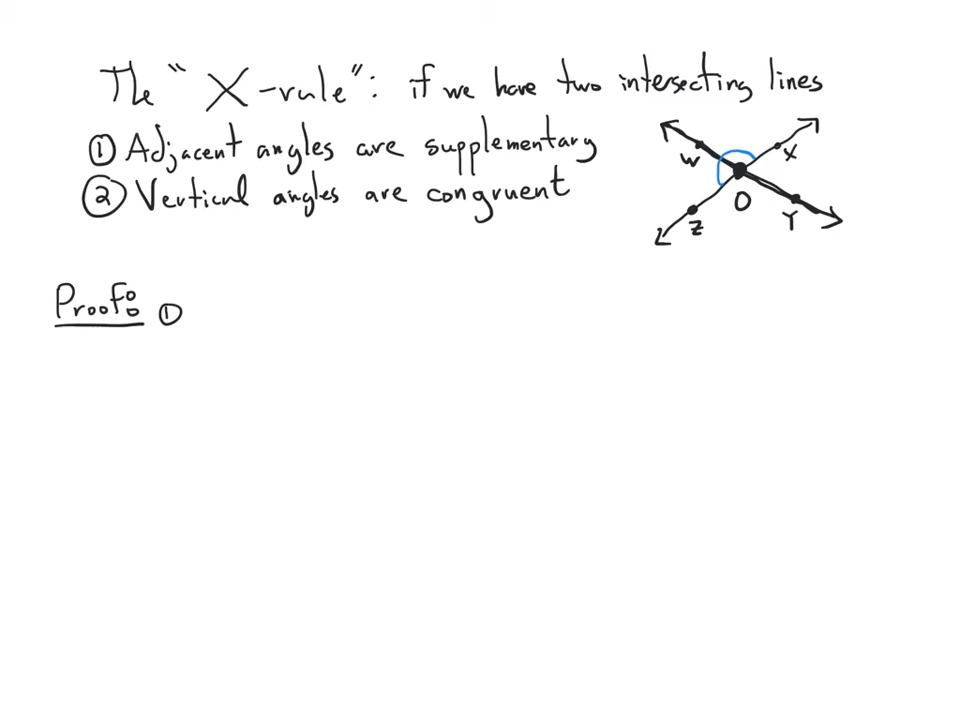 The "X-rule": if we have two intersecting lines
① Adjacent angles are supplementary
② Vertical angles are congruent
W X
O
Z Y
Proof: ①